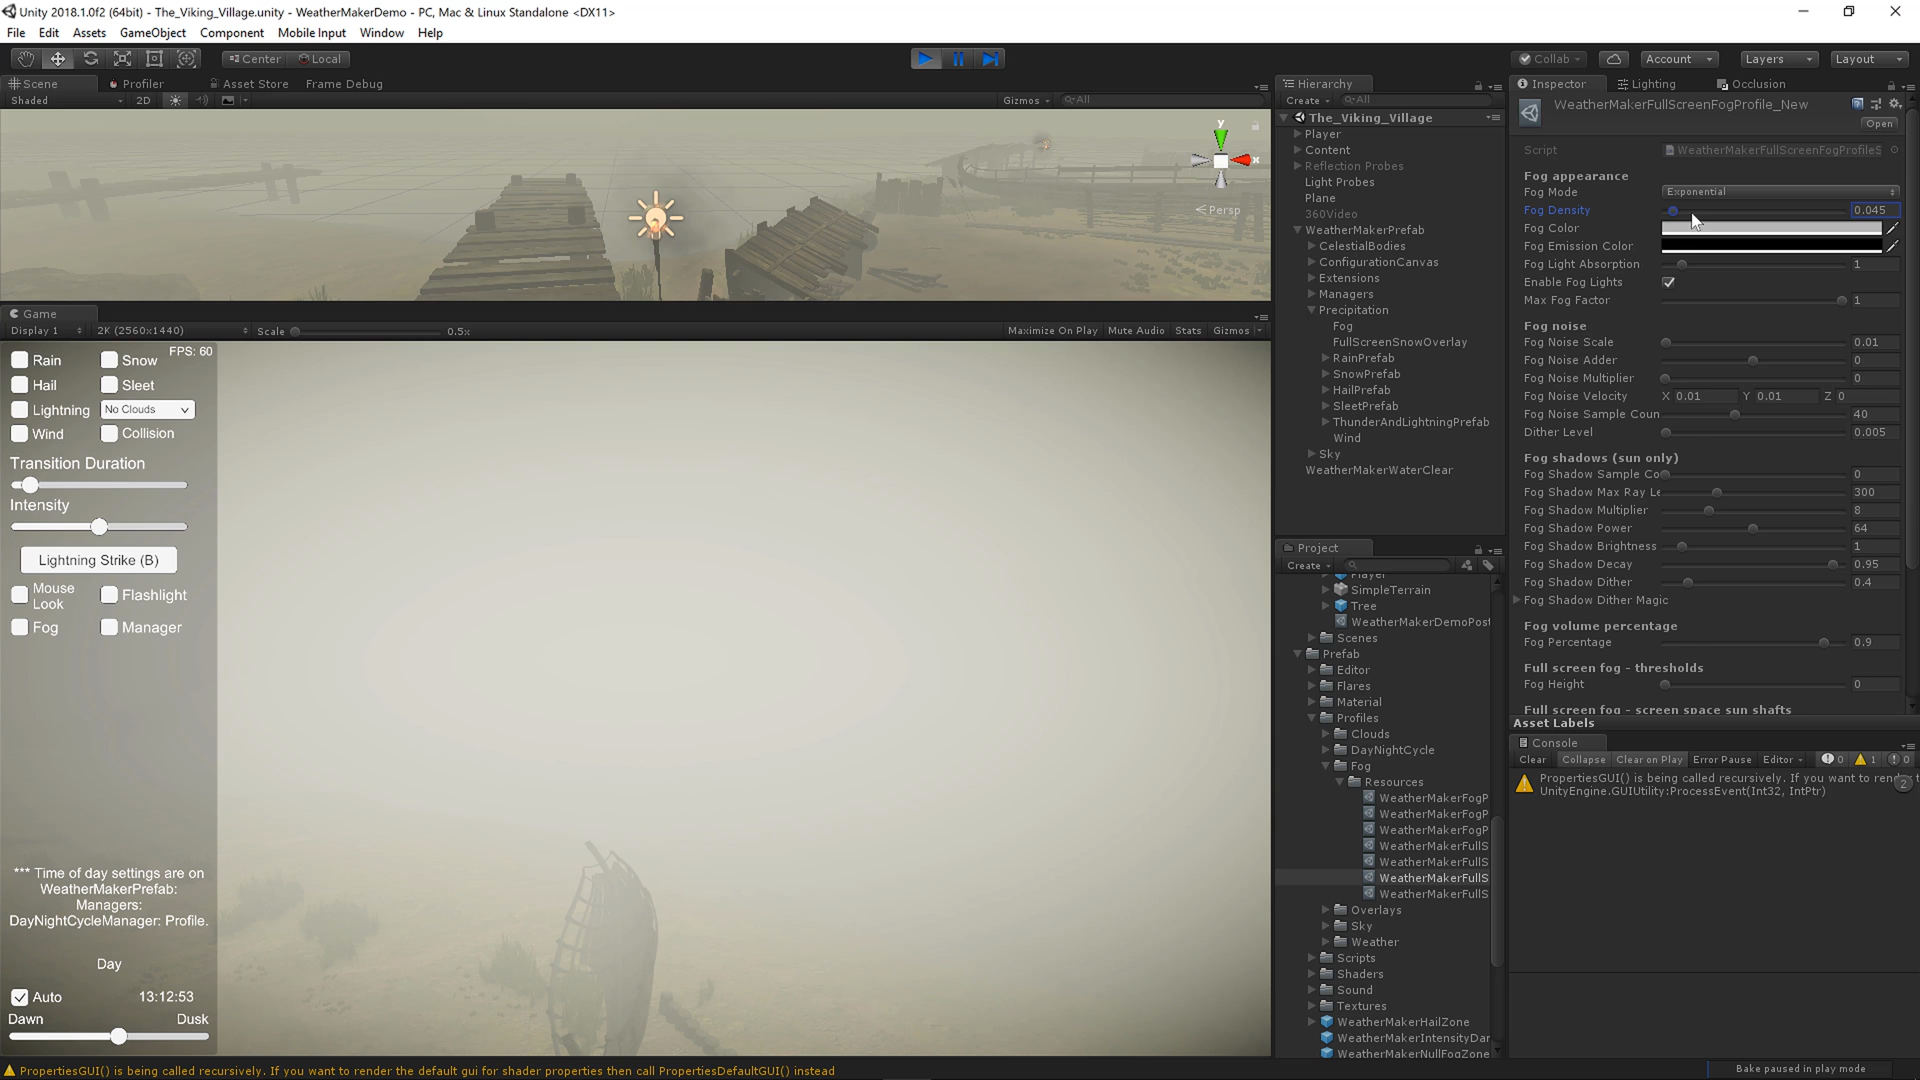 Unity 2018.1.0f2 (64bit) - The_Viking_Village.unity - WeatherMakerDemo - PC, Mac & Linux Standalone <DX11>
File Edit Assets GameObject Component Mobile Input Window Help
Center Local
Collab Account Layers Layout
Scene Profiler Asset Store Frame Debug
Shaded 2D Gizmos All
y
x
Persp
Game
Display 1 2K (2560x1440) Scale 0.5x Maximize On Play Mute Audio Stats Gizmos
FPS: 60
Rain Snow
Hail Sleet
Lightning No Clouds
Wind Collision
Transition Duration
Intensity
Lightning Strike (B)
Mouse Look Flashlight
Fog Manager
*** Time of day settings are on
WeatherMakerPrefab:
Managers:
DayNightCycleManager: Profile.
Day
Auto 13:12:53
Dawn Dusk
Hierarchy
Create All
The_Viking_Village
Player
Content
Reflection Probes
Light Probes
Plane
360Video
WeatherMakerPrefab
CelestialBodies
ConfigurationCanvas
Extensions
Managers
Precipitation
Fog
FullScreenSnowOverlay
RainPrefab
SnowPrefab
HailPrefab
SleetPrefab
ThunderAndLightningPrefab
Wind
Sky
WeatherMakerWaterClear
Project
Create
Player
SimpleTerrain
Tree
WeatherMakerDemoPost
Scenes
Prefab
Editor
Flares
Material
Profiles
Clouds
DayNightCycle
Fog
Resources
WeatherMakerFogP
WeatherMakerFogP
WeatherMakerFogP
WeatherMakerFullS
WeatherMakerFullS
WeatherMakerFullS
WeatherMakerFullS
Overlays
Sky
Weather
Scripts
Shaders
Sound
Textures
WeatherMakerHailZone
WeatherMakerIntensityDar
WeatherMakerNullFogZone
Inspector Lighting Occlusion
WeatherMakerFullScreenFogProfile_New
Open
Script WeatherMakerFullScreenFogProfileS
Fog appearance
Fog Mode Exponential
Fog Density 0.045
Fog Color
Fog Emission Color
Fog Light Absorption 1
Enable Fog Lights
Max Fog Factor 1
Fog noise
Fog Noise Scale 0.01
Fog Noise Adder 0
Fog Noise Multiplier 0
Fog Noise Velocity X 0.01 Y 0.01 Z 0
Fog Noise Sample Coun 40
Dither Level 0.005
Fog shadows (sun only)
Fog Shadow Sample Co 0
Fog Shadow Max Ray Le 300
Fog Shadow Multiplier 8
Fog Shadow Power 64
Fog Shadow Brightness 1
Fog Shadow Decay 0.95
Fog Shadow Dither 0.4
Fog Shadow Dither Magic
Fog volume percentage
Fog Percentage 0.9
Full screen fog - thresholds
Fog Height 0
Full screen fog - screen space sun shafts
Asset Labels
Console
Clear Collapse Clear on Play Error Pause Editor 0 1 0
PropertiesGUI() is being called recursively. If you want to render t
UnityEngine.GUIUtility:ProcessEvent(Int32, IntPtr) 2
PropertiesGUI() is being called recursively. If you want to render the default gui for shader properties then call PropertiesDefaultGUI() instead
Bake paused in play mode